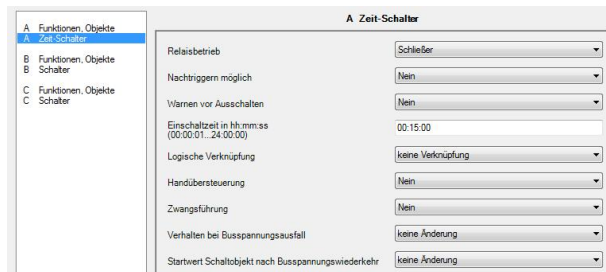 A Funktionen, Objekte
A Zeit-Schalter
B Funktionen, Objekte
B Schalter
C Funktionen, Objekte
C Schalter
A Zeit-Schalter
Relaisbetrieb Schließer
Nachtriggern möglich Nein
Warnen vor Ausschalten Nein
Einschaltzeit in hh:mm:ss
(00:00:01...24:00:00) 00:15:00
Logische Verknüpfung keine Verknüpfung
Handübersteuerung Nein
Zwangsführung Nein
Verhalten bei Busspannungsausfall keine Änderung
Startwert Schaltobjekt nach Busspannungswiederkehr keine Änderung